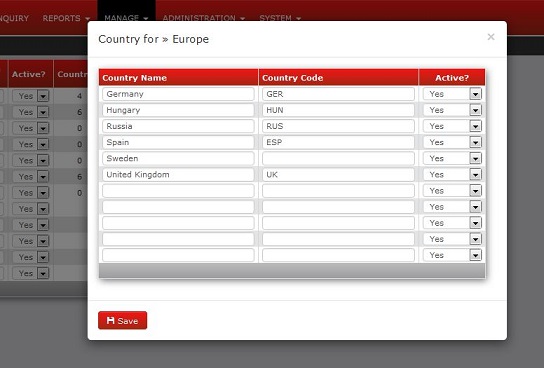 NQUIRY REPORTS MANAGE ADMINISTRATION SYSTEM
Country for » Europe ×
Active? Countr
Country Name Country Code Active?
Yes 4 Germany GER Yes
Yes 6 Hungary HUN Yes
Yes 0 Russia RUS Yes
Yes 0 Spain ESP Yes
Yes 0 Sweden Yes
Yes 6 United Kingdom UK Yes
Yes 0 Yes
Yes Yes
Yes Yes
Yes Yes
Yes Yes
Save